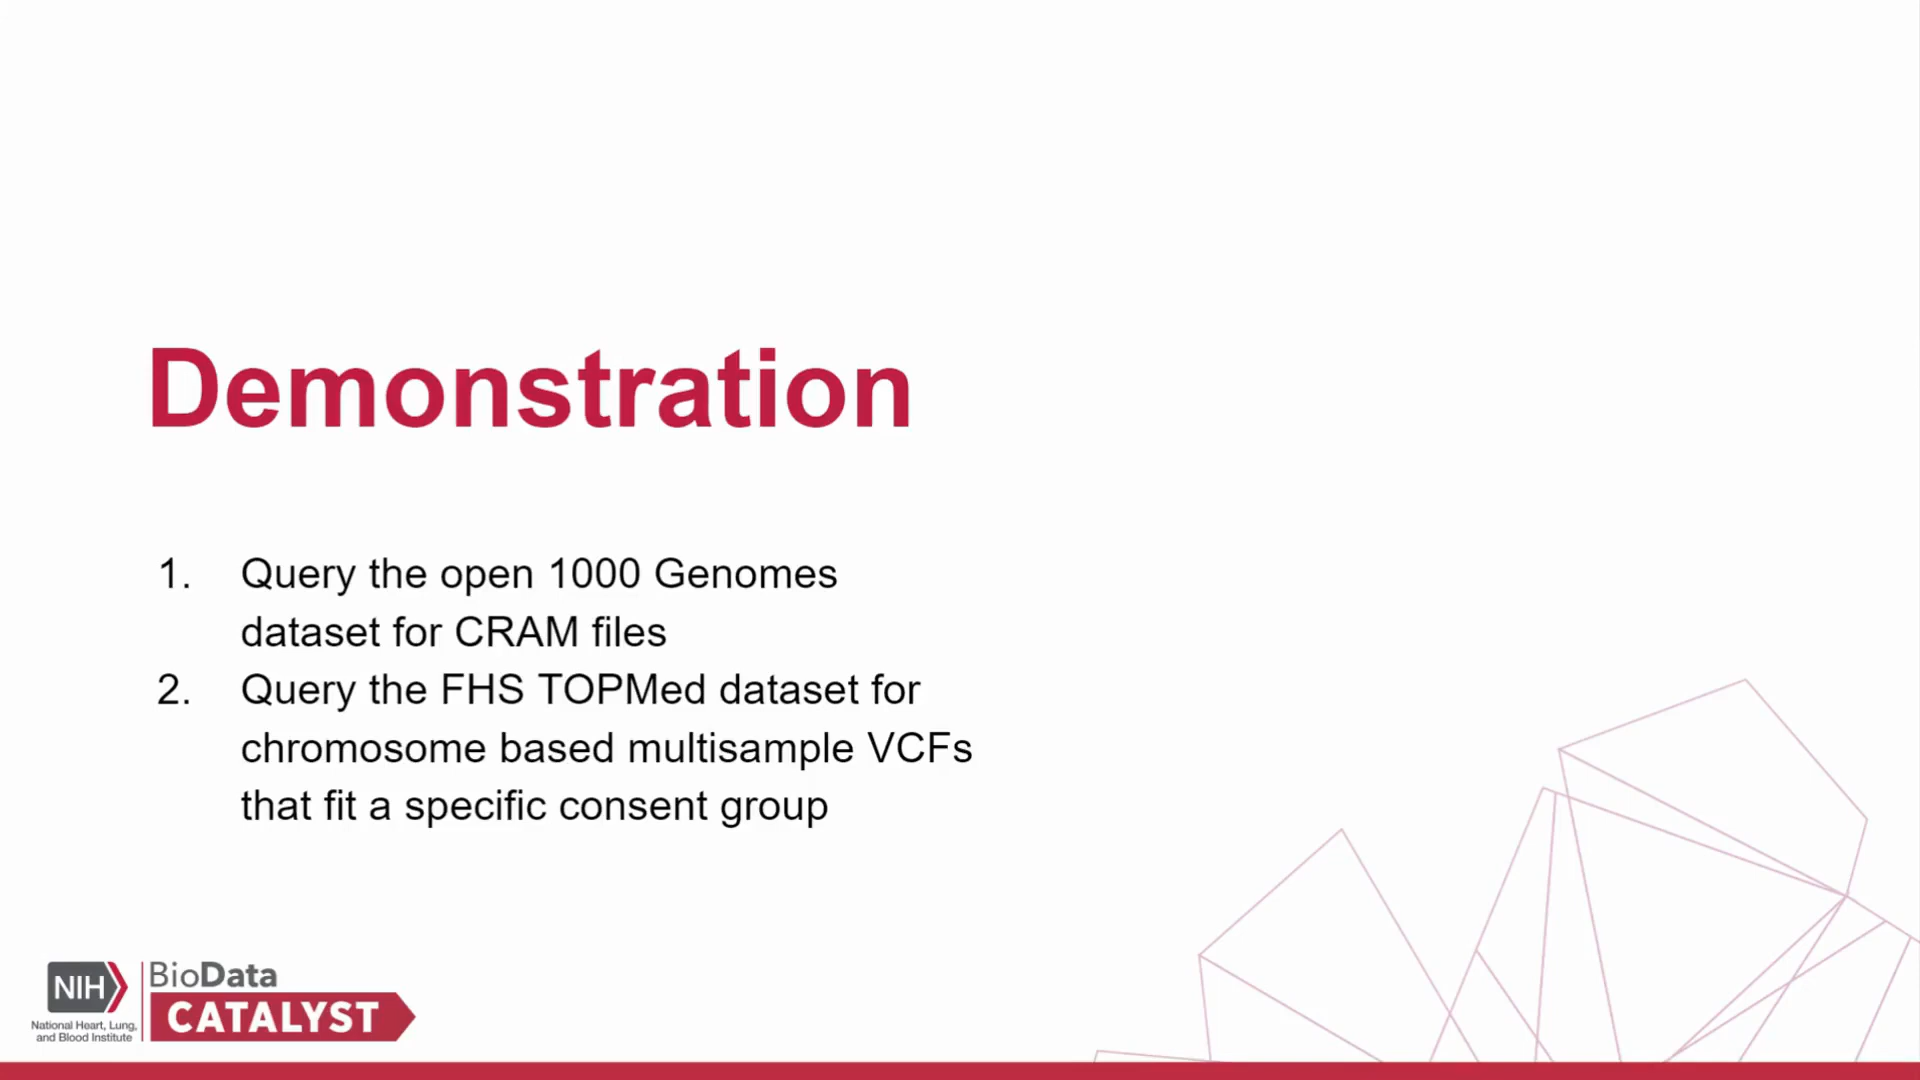 Demonstration
1. Query the open 1000 Genomes
dataset for CRAM files
2. Query the FHS TOPMed dataset for
chromosome based multisample VCFs
that fit a specific consent group
NIH
National Heart, Lung,
and Blood Institute
BioData
CATALYST